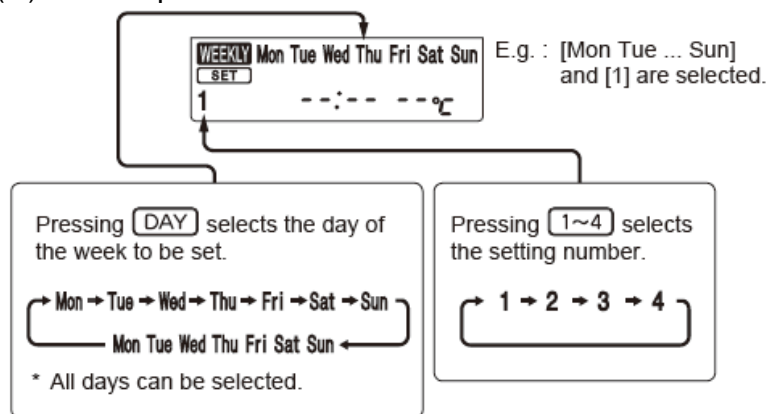 WEEKLY Mon Tue Wed Thu Fri Sat Sun
SET
1 --:-- --℃
E.g. : [Mon Tue ... Sun]
and [1] are selected.
Pressing DAY selects the day of
the week to be set.
Mon → Tue → Wed → Thu → Fri → Sat → Sun
Mon Tue Wed Thu Fri Sat Sun
* All days can be selected.
Pressing 1~4 selects
the setting number.
1 → 2 → 3 → 4